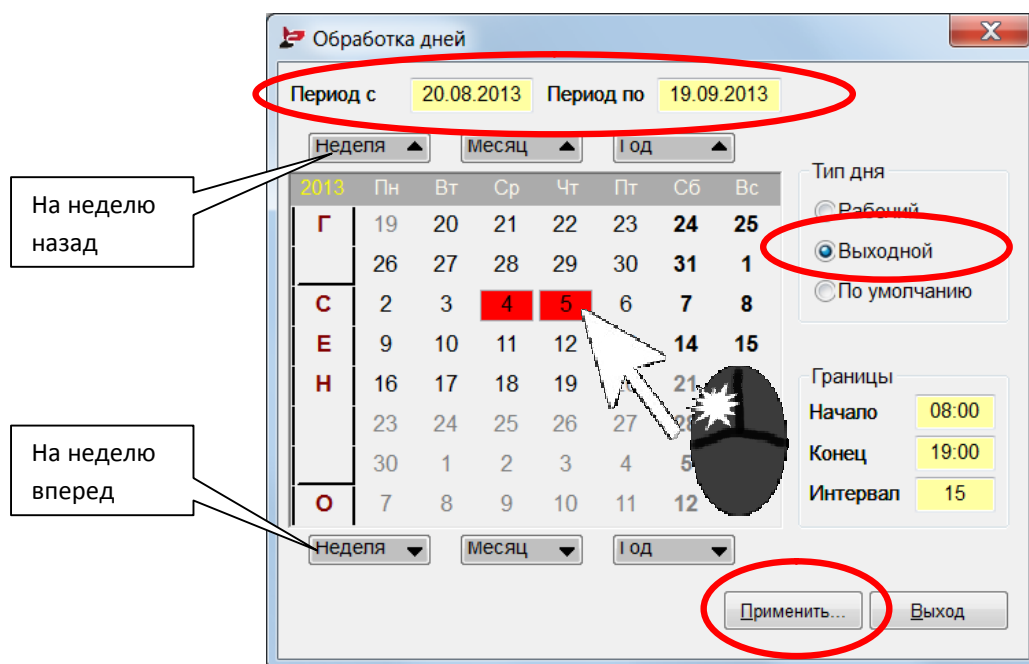 Обработка дней
X
Период с 20.08.2013 Период по 19.09.2013
Неделя Месяц Год
На неделю
назад
2013 Пн Вт Ср Чт Пт Сб Вс
Г 19 20 21 22 23 24 25
26 27 28 29 30 31 1
С 2 3 4 5 6 7 8
Е 9 10 11 12 14 15
Н 16 17 18 19 21
23 24 25 26 27 28
30 1 2 3 4 5
О 7 8 9 10 11 12
Тип дня
Рабочий
Выходной
По умолчанию
Границы
Начало 08:00
Конец 19:00
Интервал 15
На неделю
вперед
Неделя Месяц Год
Применить... Выход